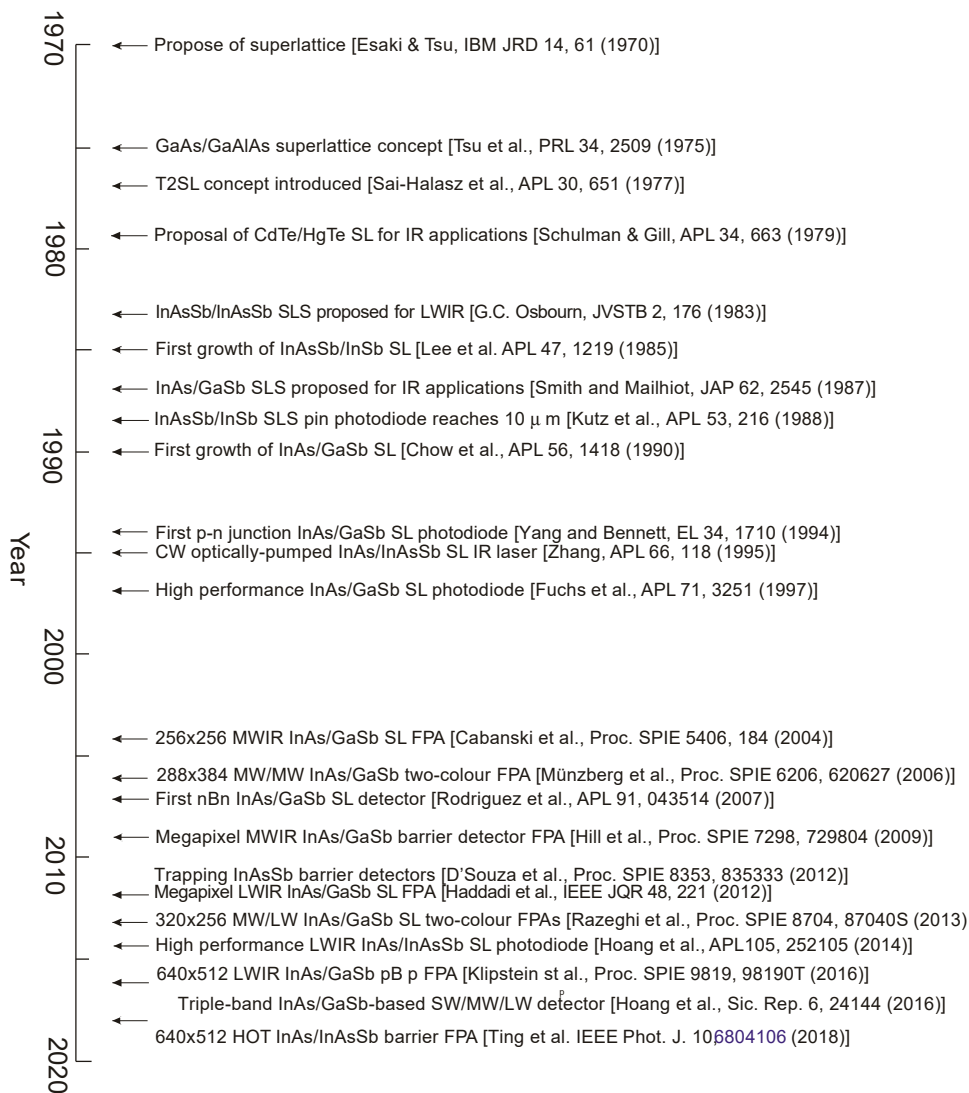 1970
Propose of superlattice [Esaki & Tsu, IBM JRD 14, 61 (1970)]
GaAs/GaAlAs superlattice concept [Tsu et al., PRL 34, 2509 (1975)]
T2SL concept introduced [Sai-Halasz et al., APL 30, 651 (1977)]
Proposal of CdTe/HgTe SL for IR applications [Schulman & Gill, APL 34, 663 (1979)]
1980
InAsSb/InAsSb SLS proposed for LWIR [G.C. Osbourn, JVSTB 2, 176 (1983)]
First growth of InAsSb/InSb SL [Lee et al. APL 47, 1219 (1985)]
InAs/GaSb SLS proposed for IR applications [Smith and Mailhiot, JAP 62, 2545 (1987)]
InAsSb/InSb SLS pin photodiode reaches 10 μ m [Kutz et al., APL 53, 216 (1988)]
First growth of InAs/GaSb SL [Chow et al., APL 56, 1418 (1990)]
1990
First p-n junction InAs/GaSb SL photodiode [Yang and Bennett, EL 34, 1710 (1994)]
CW optically-pumped InAs/InAsSb SL IR laser [Zhang, APL 66, 118 (1995)]
Year
High performance InAs/GaSb SL photodiode [Fuchs et al., APL 71, 3251 (1997)]
2000
256x256 MWIR InAs/GaSb SL FPA [Cabanski et al., Proc. SPIE 5406, 184 (2004)]
288x384 MW/MW InAs/GaSb two-colour FPA [Münzberg et al., Proc. SPIE 6206, 620627 (2006)]
First nBn InAs/GaSb SL detector [Rodriguez et al., APL 91, 043514 (2007)]
Megapixel MWIR InAs/GaSb barrier detector FPA [Hill et al., Proc. SPIE 7298, 729804 (2009)]
2010
Trapping InAsSb barrier detectors [D'Souza et al., Proc. SPIE 8353, 835333 (2012)]
Megapixel LWIR InAs/GaSb SL FPA [Haddadi et al., IEEE JQR 48, 221 (2012)]
320x256 MW/LW InAs/GaSb SL two-colour FPAs [Razeghi et al., Proc. SPIE 8704, 87040S (2013)
High performance LWIR InAs/InAsSb SL photodiode [Hoang et al., APL105, 252105 (2014)]
640x512 LWIR InAs/GaSb pB p FPA [Klipstein st al., Proc. SPIE 9819, 98190T (2016)]
p
Triple-band InAs/GaSb-based SW/MW/LW detector [Hoang et al., Sic. Rep. 6, 24144 (2016)]
640x512 HOT InAs/InAsSb barrier FPA [Ting et al. IEEE Phot. J. 10,6804106 (2018)]
2020